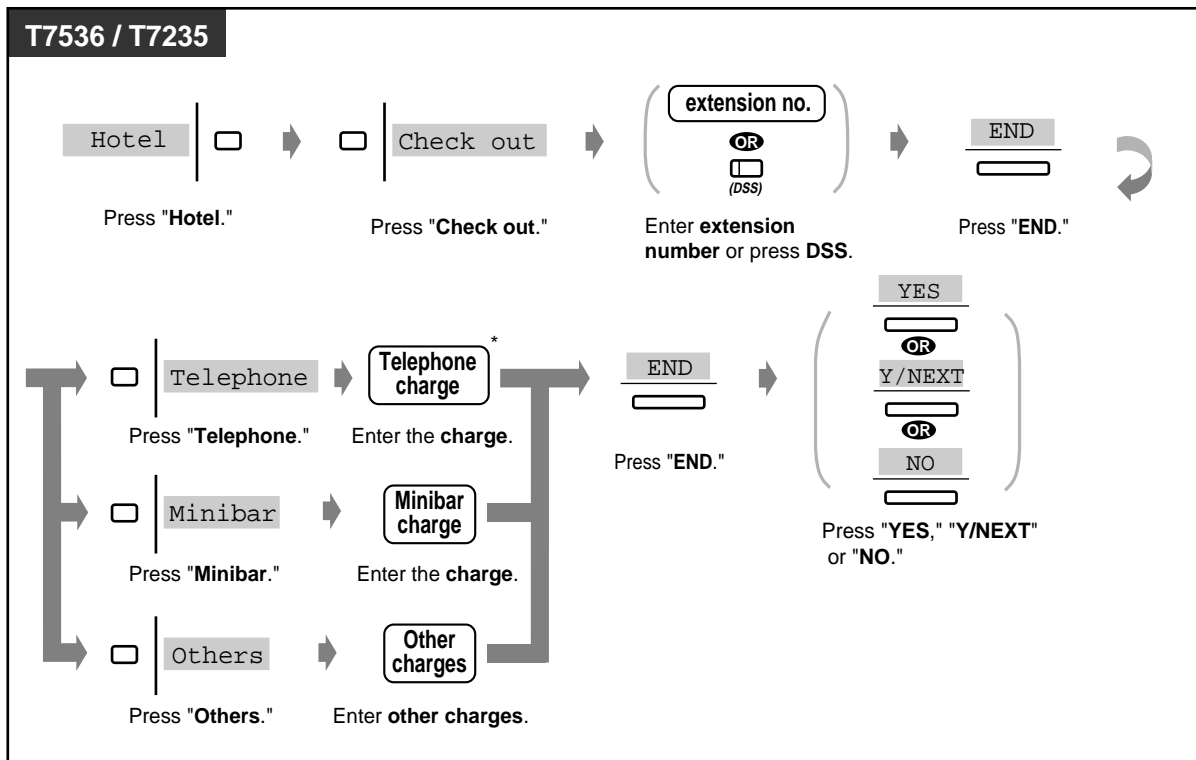 T7536 / T7235
Hotel
Check out
extension no.
OR
(DSS)
END
Press "Hotel."
Press "Check out."
Enter extension
number or press DSS.
Press "END."
Telephone
Telephone
charge
*
END
YES
OR
Y/NEXT
OR
NO
Press "Telephone."
Enter the charge.
Press "END."
Press "YES," "Y/NEXT"
or "NO."
Minibar
Minibar
charge
Press "Minibar."
Enter the charge.
Others
Other
charges
Press "Others."
Enter other charges.